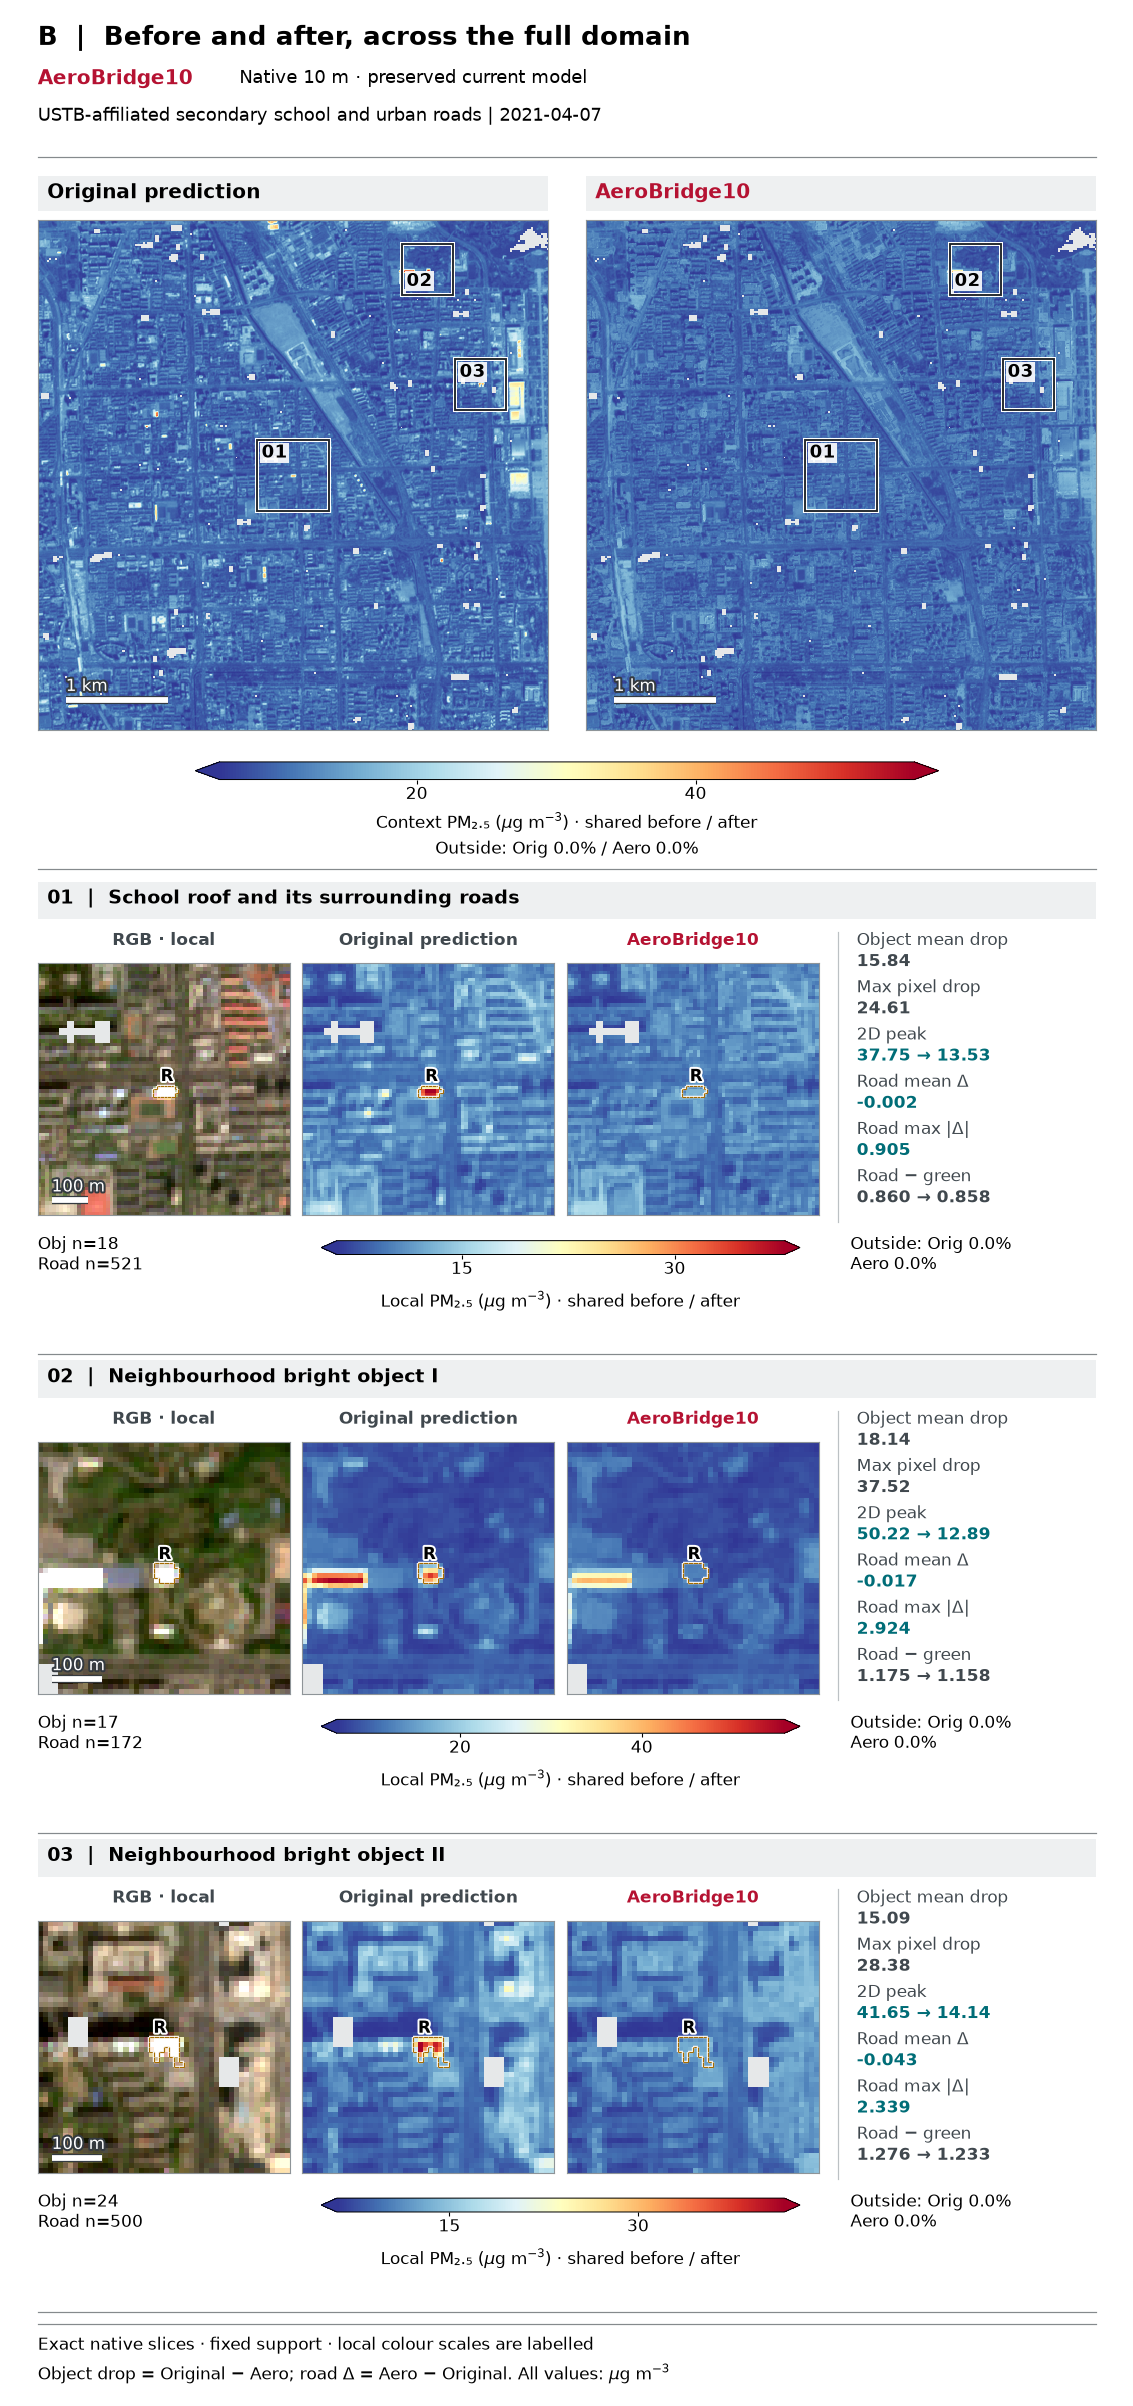 B | Before and after, across the full domain
AeroBridge10 Native 10 m · preserved current model
USTB-affiliated secondary school and urban roads | 2021-04-07
Original prediction AeroBridge10
02 02
03 03
01 01
1 km 1 km
20 40
Context PM₂.₅ (μg m⁻³) · shared before / after
Outside: Orig 0.0% / Aero 0.0%
01 | School roof and its surrounding roads
RGB · local Original prediction AeroBridge10
Object mean drop
15.84
Max pixel drop
24.61
2D peak
37.75 → 13.53
Road mean Δ
-0.002
Road max |Δ|
0.905
Road − green
0.860 → 0.858
R R R
100 m
Obj n=18
Road n=521
15 30
Local PM₂.₅ (μg m⁻³) · shared before / after
Outside: Orig 0.0%
Aero 0.0%
02 | Neighbourhood bright object I
RGB · local Original prediction AeroBridge10
Object mean drop
18.14
Max pixel drop
37.52
2D peak
50.22 → 12.89
Road mean Δ
-0.017
Road max |Δ|
2.924
Road − green
1.175 → 1.158
R R R
100 m
Obj n=17
Road n=172
20 40
Local PM₂.₅ (μg m⁻³) · shared before / after
Outside: Orig 0.0%
Aero 0.0%
03 | Neighbourhood bright object II
RGB · local Original prediction AeroBridge10
Object mean drop
15.09
Max pixel drop
28.38
2D peak
41.65 → 14.14
Road mean Δ
-0.043
Road max |Δ|
2.339
Road − green
1.276 → 1.233
R R R
100 m
Obj n=24
Road n=500
15 30
Local PM₂.₅ (μg m⁻³) · shared before / after
Outside: Orig 0.0%
Aero 0.0%
Exact native slices · fixed support · local colour scales are labelled
Object drop = Original − Aero; road Δ = Aero − Original. All values: μg m⁻³